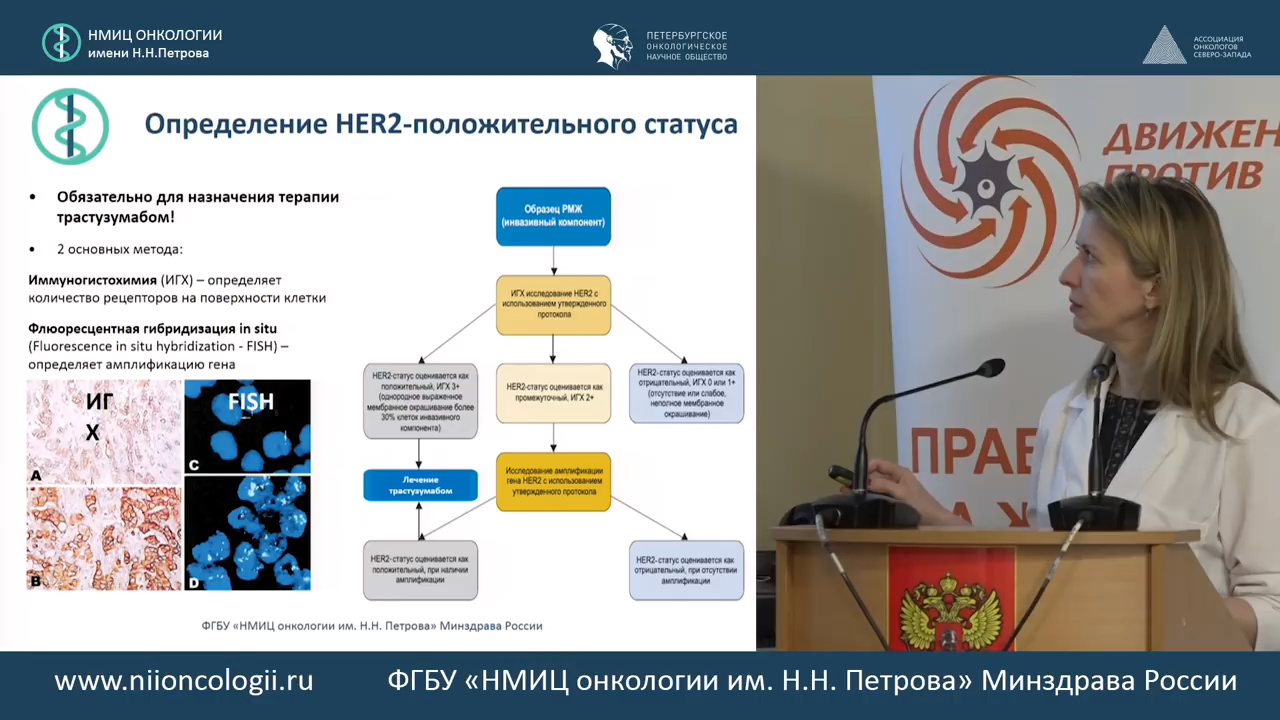 НМИЦ ОНКОЛОГИИ
имени Н.Н.Петрова
ПЕТЕРБУРГСКОЕ
ОНКОЛОГИЧЕСКОЕ
НАУЧНОЕ ОБЩЕСТВО
АССОЦИАЦИЯ
ОНКОЛОГОВ
СЕВЕРО-ЗАПАДА
Определение HER2-положительного статуса
• Обязательно для назначения терапии
трастузумабом!
• 2 основных метода:
Иммуногистохимия (ИГХ) – определяет
количество рецепторов на поверхности клетки
Флюоресцентная гибридизация in situ
(Fluorescence in situ hybridization - FISH) –
определяет амплификацию гена
ИГ
Х
FISH
A
C
B
D
Образец РМЖ
(инвазивный компонент)
ИГХ исследование HER2 с
использованием утвержденного
протокола
HER2-статус оценивается как
положительный, ИГХ 3+
(однородное выраженное
мембранное окрашивание более
30% клеток инвазивного
компонента)
HER2-статус оценивается как
промежуточный, ИГХ 2+
HER2- статус оценивается как
отрицательный, ИГХ 0 или 1+
(отсутствие или слабое,
неполное мембранное
окрашивание)
Лечение
трастузумабом
Исследование амплификации
гена HER2 с использованием
утвержденного протокола
HER2- статус оценивается как
положительный, при наличии
амплификации
HER2- статус оценивается как
отрицательный, при отсутствии
амплификации
ФГБУ «НМИЦ онкологии им. Н.Н. Петрова» Минздрава России
ДВИЖЕН
ПРОТИВ
ПРАВ
www.niioncologii.ru
ФГБУ «НМИЦ онкологии им. Н.Н. Петрова» Минздрава России